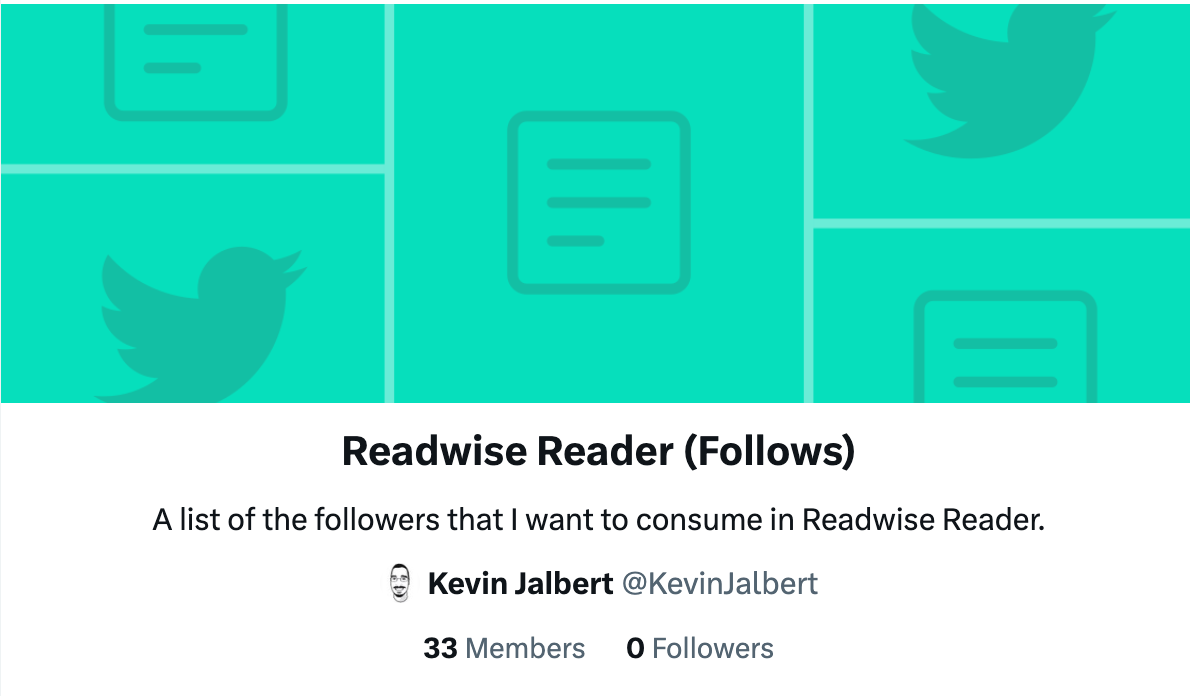 Readwise Reader (Follows)
A list of the followers that I want to consume in Readwise Reader.
Kevin Jalbert @KevinJalbert
33 Members 0 Followers